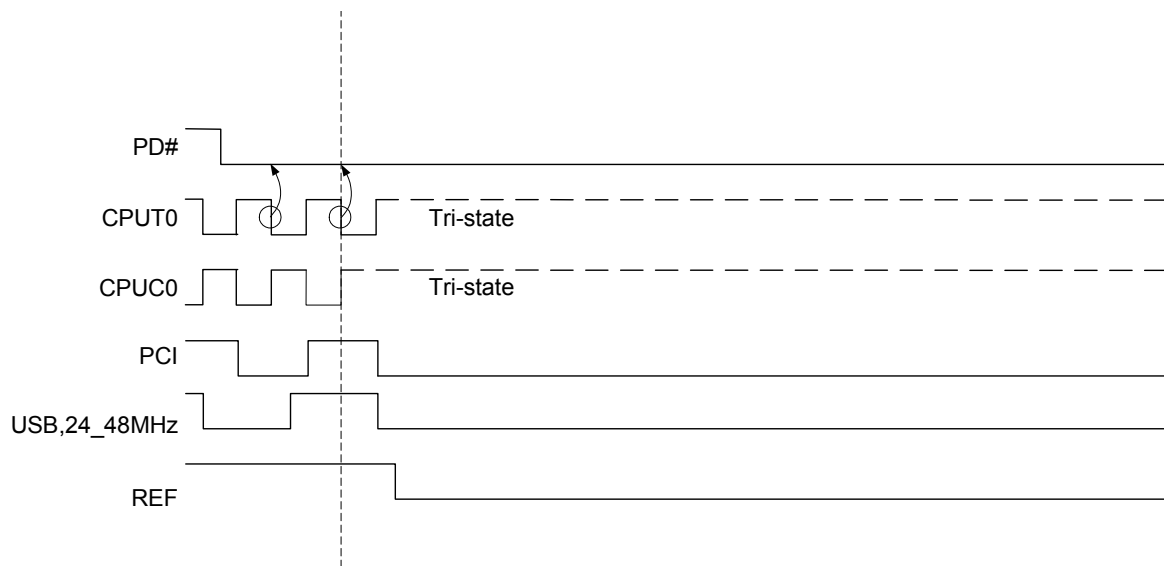 PD#
CPUT0
Tri-state
CPUC0
Tri-state
PCI
USB,24_48MHz
REF